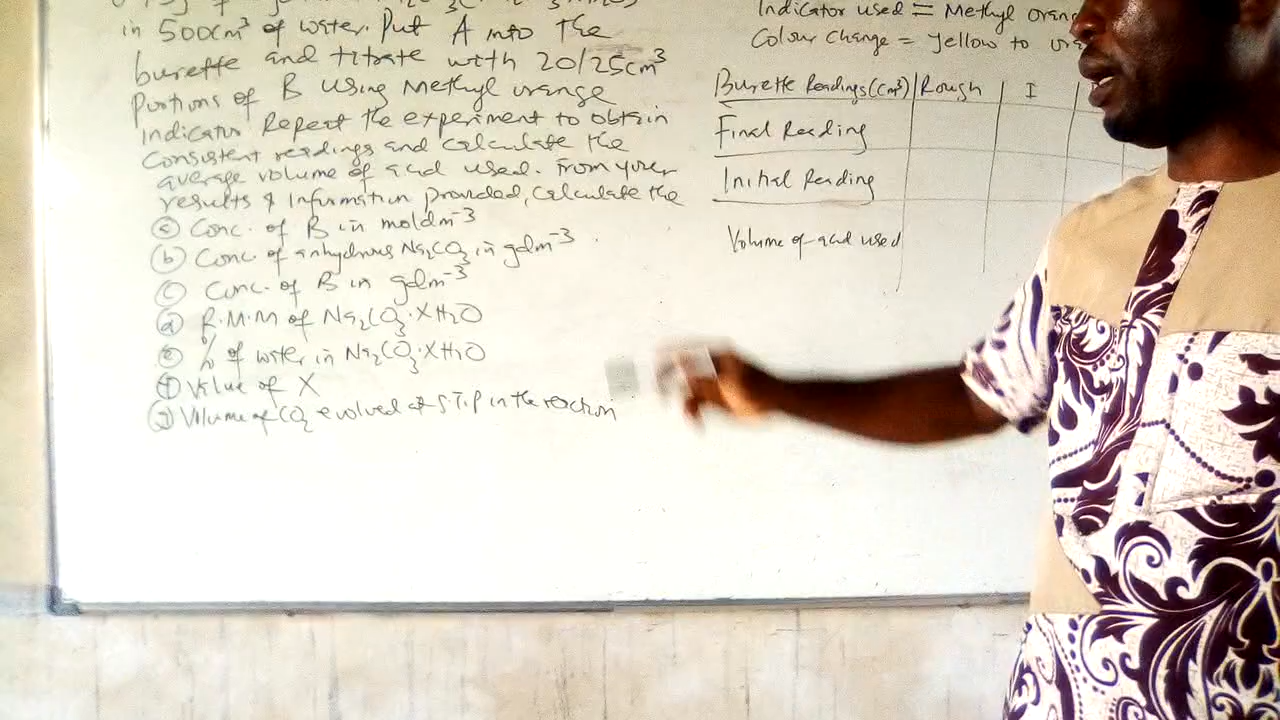 in 500cm³ of water. Put A into the
burette and titrate with 20/25cm³
portions of B using Methyl orange
indicator Repeat the experiment to obtain
consistent readings and calculate the
average volume of acid used. From your
results & Information provided, Calculate the
(a) Conc. of B in moldm⁻³
(b) Conc of anhydrous Na₂CO₃ in gdm⁻³.
(c) Conc. of B in gdm⁻³
(d) R.M.M of Na₂CO₃.XH₂O
(e) % of water in Na₂CO₃.XH₂O
(f) Value of X
(g) Volume of CO₂ evolved at S.T.P in the reaction
Indicator used = Methyl oran
Colour change = Yellow to ora
Burette Readings(cm³) Rough I
Final Reading
Initial Reading
Volume of acid used